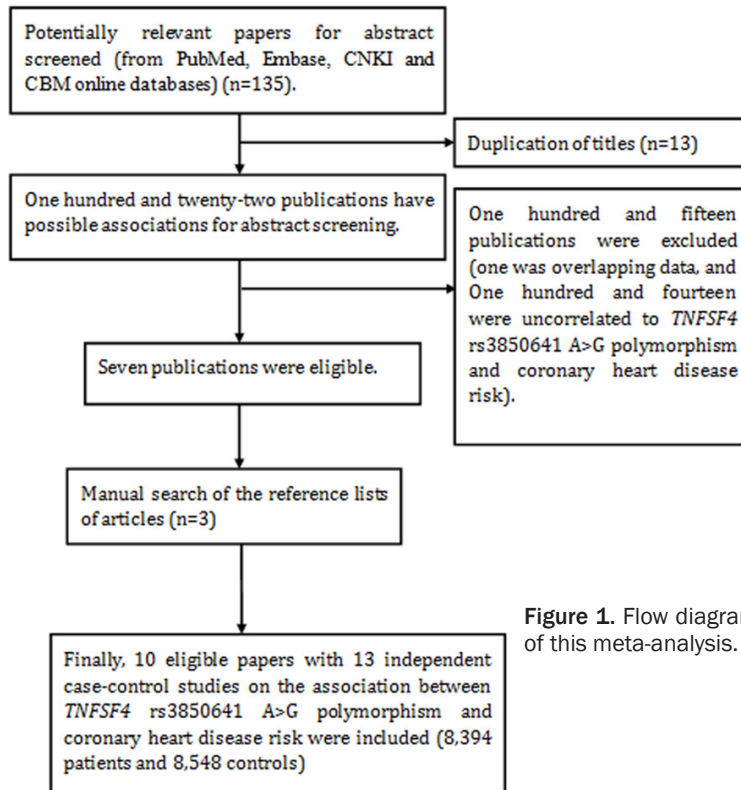 Potentially relevant papers for abstract
screened (from PubMed, Embase, CNKI and
CBM online databases) (n=135).
Duplication of titles (n=13)
One hundred and twenty-two publications have
possible associations for abstract screening.
One hundred and fifteen
publications were excluded
(one was overlapping data, and
One hundred and fourteen
were uncorrelated to TNFSF4
rs3850641 A>G polymorphism
and coronary heart disease
risk).
Seven publications were eligible.
Manual search of the reference lists
of articles (n=3)
Finally, 10 eligible papers with 13 independent
case-control studies on the association between
TNFSF4 rs3850641 A>G polymorphism and
coronary heart disease risk were included (8,394
patients and 8,548 controls)
Figure 1. Flow diagram
of this meta-analysis.